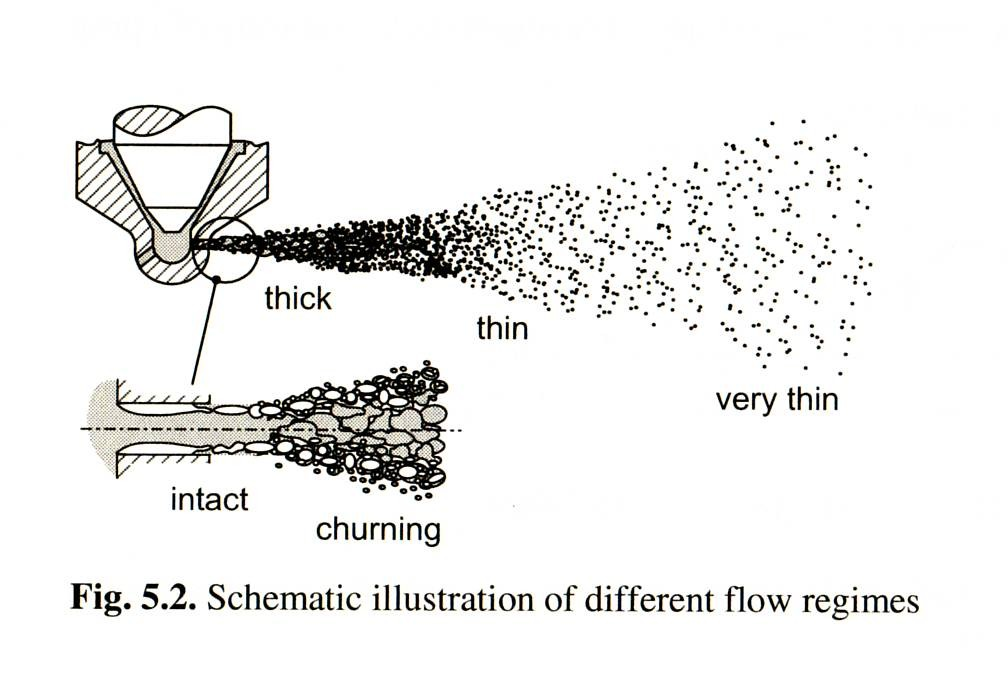 thick
thin
very thin
intact
churning
Fig. 5.2. Schematic illustration of different flow regimes